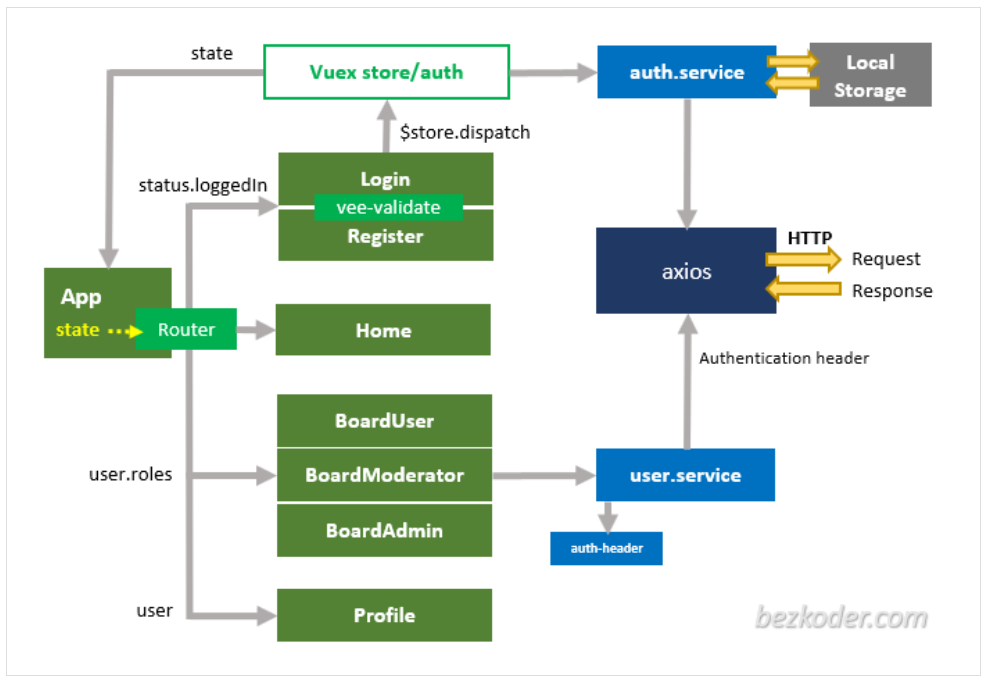 state
Vuex store/auth
auth.service
Local
Storage
$store.dispatch
status.loggedIn
Login
vee-validate
Register
HTTP
axios
Request
Response
App
state
Router
Home
Authentication header
BoardUser
user.roles
BoardModerator
user.service
BoardAdmin
auth-header
user
Profile
bezkoder.com